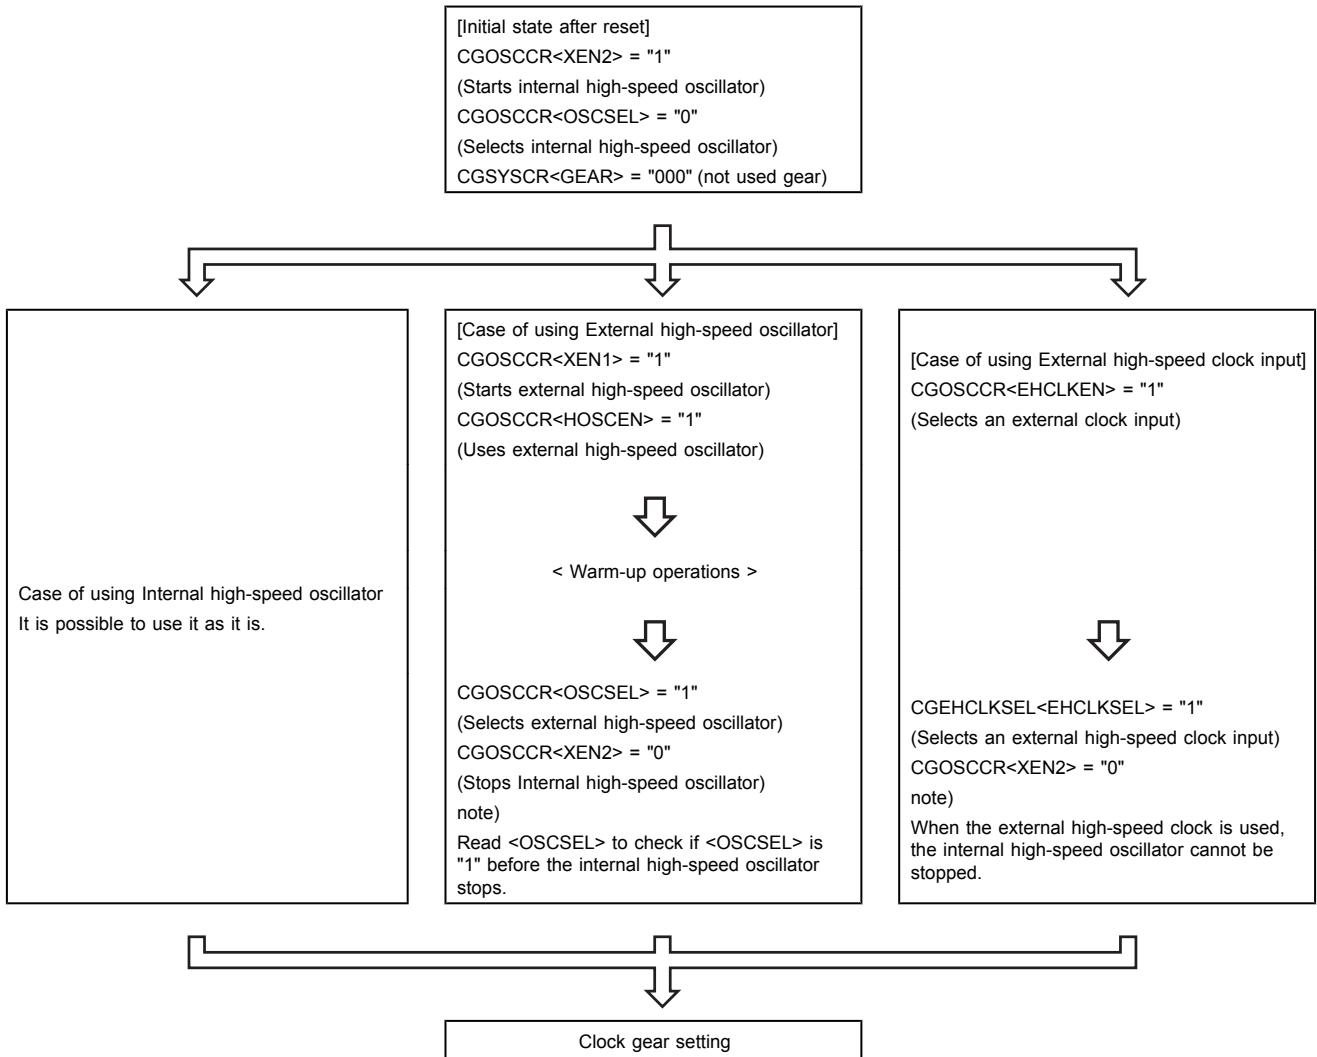 [Initial state after reset]
CGOSCCR<XEN2> = "1"
(Starts internal high-speed oscillator)
CGOSCCR<OSCSEL> = "0"
(Selects internal high-speed oscillator)
CGSYSCR<GEAR> = "000" (not used gear)
Case of using Internal high-speed oscillator
It is possible to use it as it is.
[Case of using External high-speed oscillator]
CGOSCCR<XEN1> = "1"
(Starts external high-speed oscillator)
CGOSCCR<HOSCEN> = "1"
(Uses external high-speed oscillator)
< Warm-up operations >
CGOSCCR<OSCSEL> = "1"
(Selects external high-speed oscillator)
CGOSCCR<XEN2> = "0"
(Stops Internal high-speed oscillator)
note)
Read <OSCSEL> to check if <OSCSEL> is
"1" before the internal high-speed oscillator
stops.
[Case of using External high-speed clock input]
CGOSCCR<EHCLKEN> = "1"
(Selects an external clock input)
CGEHCLKSEL<EHCLKSEL> = "1"
(Selects an external high-speed clock input)
CGOSCCR<XEN2> = "0"
note)
When the external high-speed clock is used,
the internal high-speed oscillator cannot be
stopped.
Clock gear setting